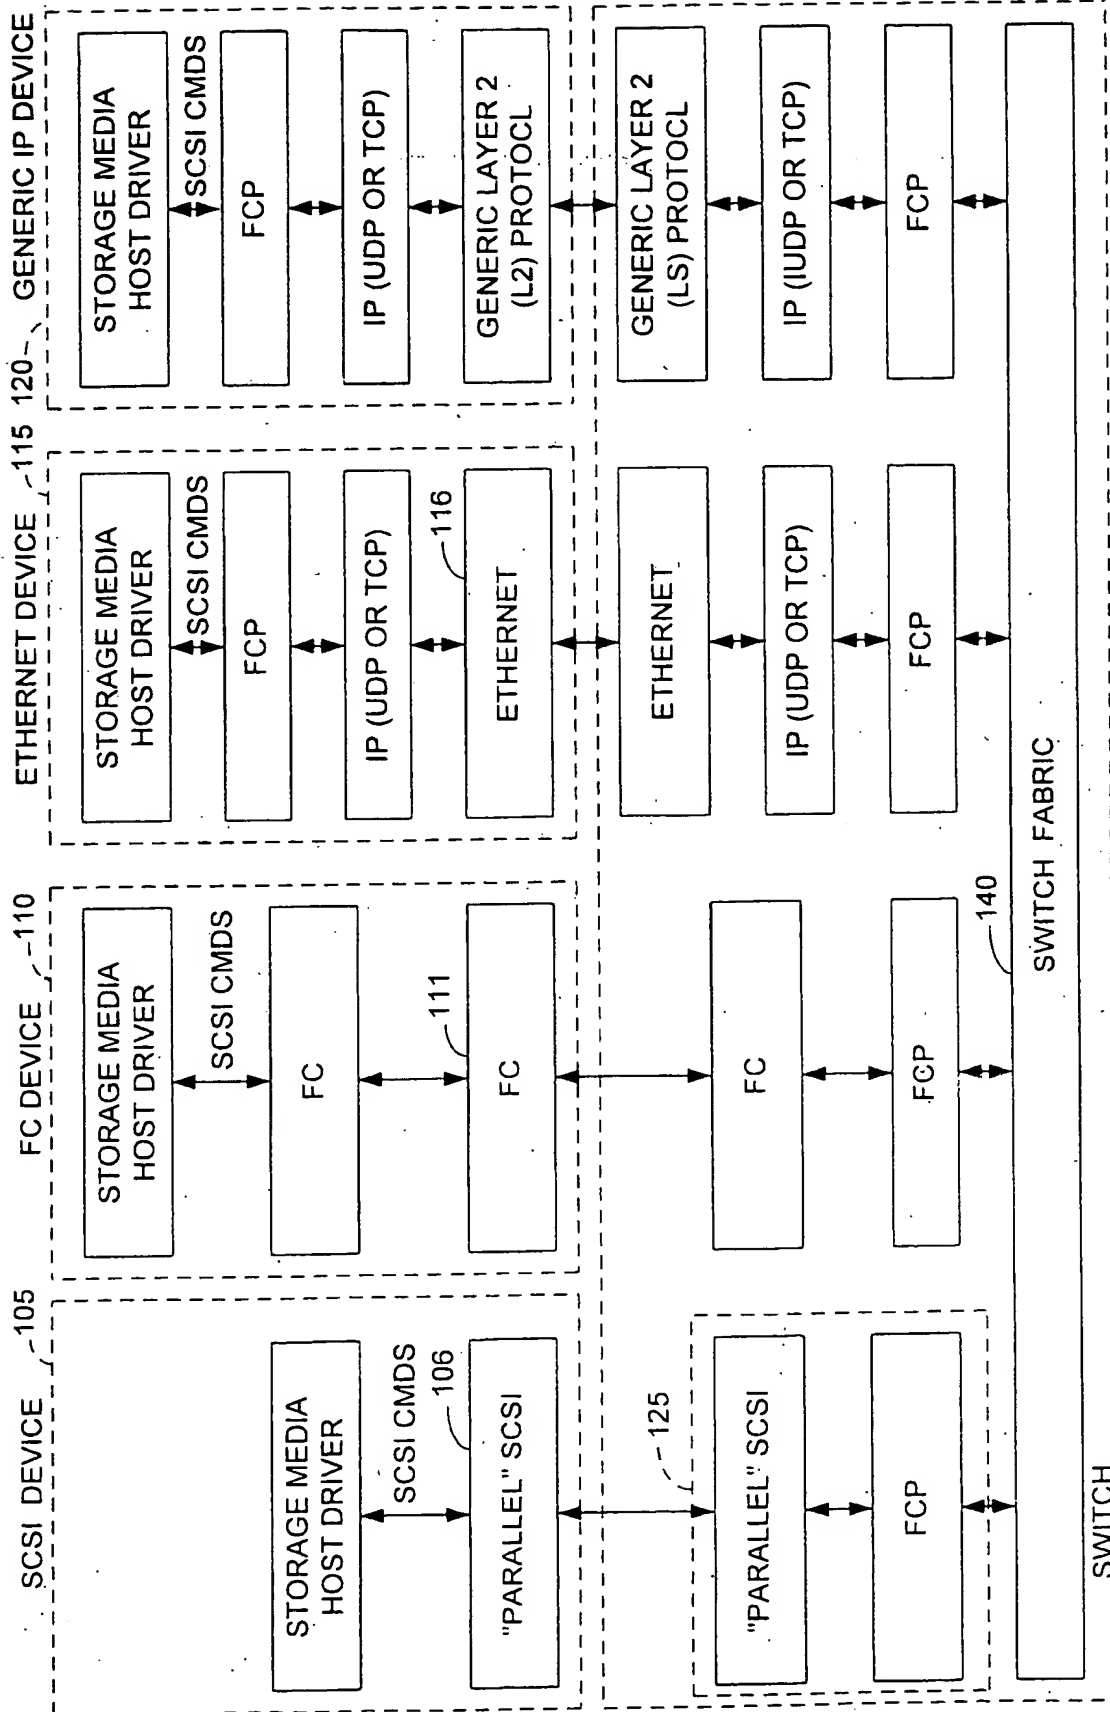 SCSI DEVICE
105
STORAGE MEDIA
HOST DRIVER
SCSI CMDS
106
"PARALLEL" SCSI
125
"PARALLEL" SCSI
FCP
FC DEVICE
110
STORAGE MEDIA
HOST DRIVER
SCSI CMDS
FC
111
FC
FC
FCP
ETHERNET DEVICE
115
STORAGE MEDIA
HOST DRIVER
SCSI CMDS
FCP
IP (UDP OR TCP)
116
ETHERNET
ETHERNET
IP (UDP OR TCP)
FCP
120
GENERIC IP DEVICE
STORAGE MEDIA
HOST DRIVER
SCSI CMDS
FCP
IP (UDP OR TCP)
GENERIC LAYER 2
(L2) PROTOCL
GENERIC LAYER 2
(LS) PROTOCL
IP (IUDP OR TCP)
FCP
140
SWITCH FABRIC
SWITCH